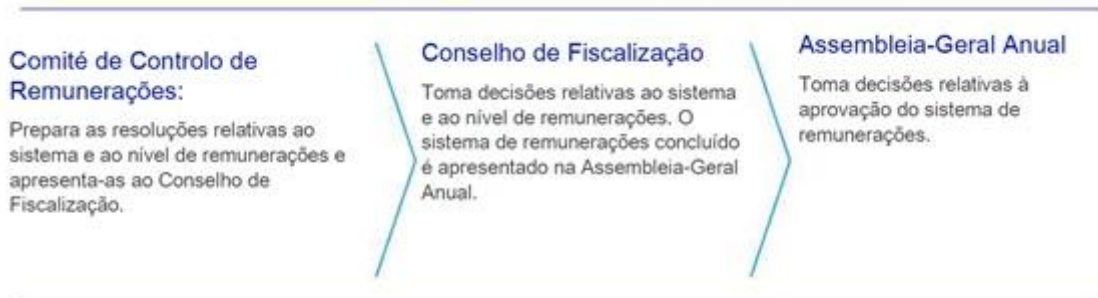 Comité de Controlo de
Remunerações:
Prepara as resoluções relativas ao
sistema e ao nível de remunerações e
apresenta-as ao Conselho de
Fiscalização.
Conselho de Fiscalização
Toma decisões relativas ao sistema
e ao nível de remunerações. O
sistema de remunerações concluído
é apresentado na Assembleia-Geral
Anual.
Assembleia-Geral Anual
Toma decisões relativas à
aprovação do sistema de
remunerações.